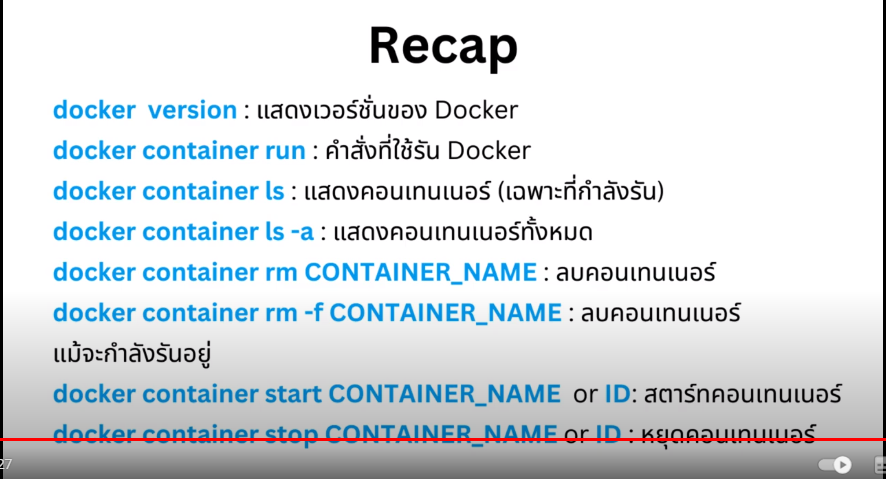 Recap
docker version : แสดงเวอร์ชั่นของ Docker
docker container run : คำสั่งที่ใช้รัน Docker
docker container ls : แสดงคอนเทนเนอร์ (เฉพาะที่กำลังรัน)
docker container ls -a : แสดงคอนเทนเนอร์ทั้งหมด
docker container rm CONTAINER_NAME : ลบคอนเทนเนอร์
docker container rm -f CONTAINER_NAME : ลบคอนเทนเนอร์
แม้จะกำลังรันอยู่
docker container start CONTAINER_NAME or ID: สตาร์ทคอนเทนเนอร์
docker container stop CONTAINER_NAME or ID : หยุดคอนเทนเนอร์
27